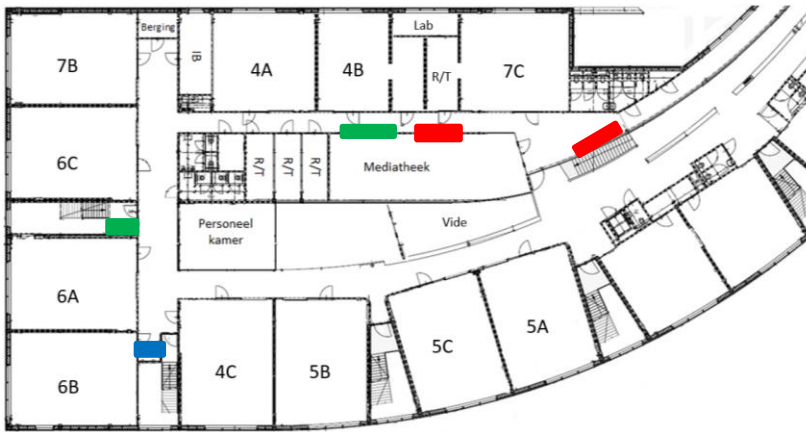 Berging
Lab
7B
IB
4A
4B
R/T
7C
6C
R/T
R/T
R/T
Mediatheek
Personeel
kamer
Vide
6A
6B
4C
5B
5C
5A